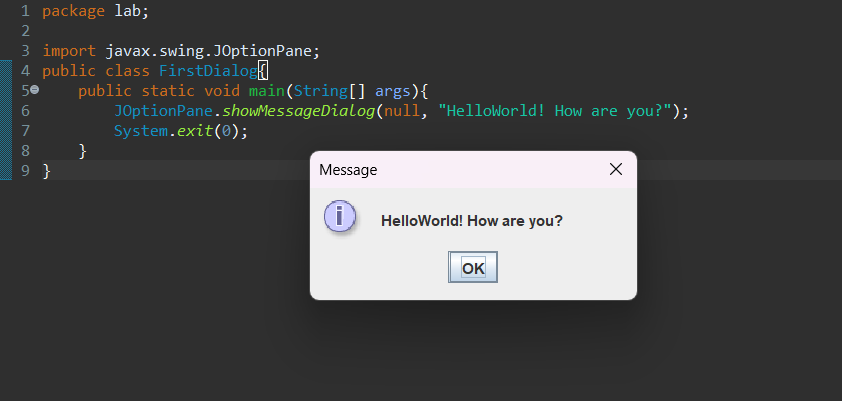 1 package lab;
2
3 import javax.swing.JOptionPane;
4 public class FirstDialog{
5     public static void main(String[] args){
6         JOptionPane.showMessageDialog(null, "HelloWorld! How are you?");
7         System.exit(0);
8     }
9 }
Message
i
HelloWorld! How are you?
OK